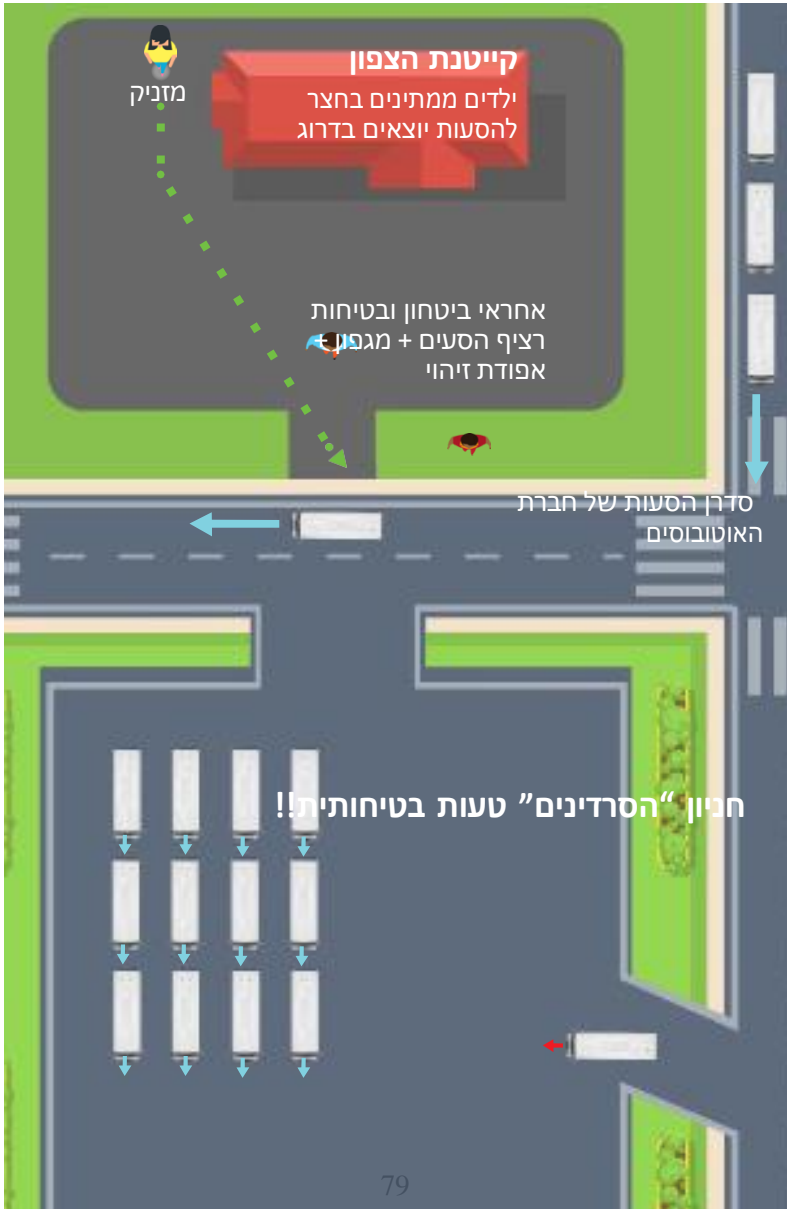 קייטנת הצפון
ילדים ממתינים בחצר
להסעות יוצאים בדרוג
מזניק
אחראי ביטחון ובטיחות
רציף הסעים + מגפון +
אפודת זיהוי
סדרן הסעות של חברת
האוטובוסים
חניון “הסרדינים” טעות בטיחותית!!
79